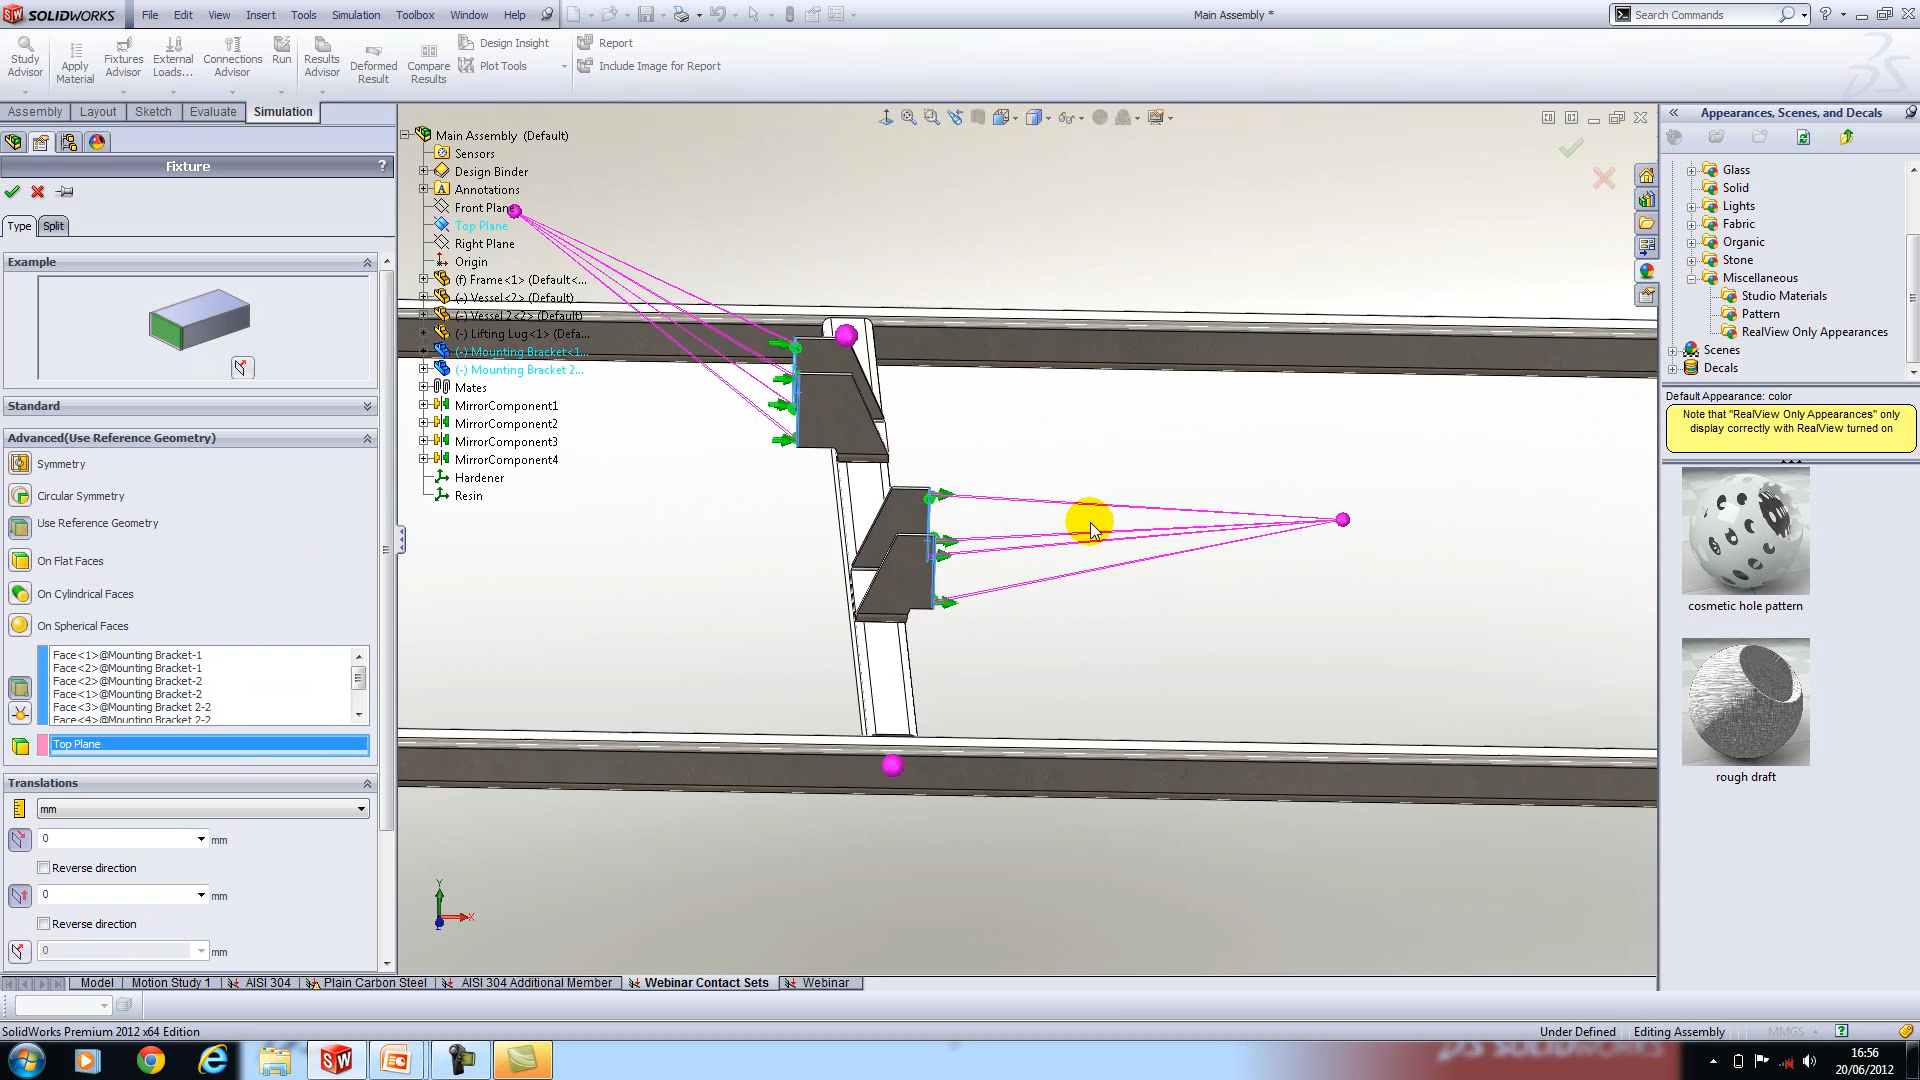 SOLIDWORKS
File
Edit
View
Insert
Tools
Simulation
Toolbox
Window
Help
Main Assembly *
Search Commands
Study Advisor
Apply Material
Fixtures Advisor
External Loads...
Connections Advisor
Run
Results Advisor
Deformed Result
Compare Results
Design Insight
Plot Tools
Report
Include Image for Report
Assembly
Layout
Sketch
Evaluate
Simulation
Fixture
?
Type
Split
Example
Standard
Advanced(Use Reference Geometry)
Symmetry
Circular Symmetry
Use Reference Geometry
On Flat Faces
On Cylindrical Faces
On Spherical Faces
Face<1>@Mounting Bracket-1
Face<2>@Mounting Bracket-1
Face<2>@Mounting Bracket-2
Face<1>@Mounting Bracket-2
Face<3>@Mounting Bracket 2-2
Face<4>@Mounting Bracket 2-2
Top Plane
Translations
mm
0 mm
Reverse direction
0 mm
Reverse direction
0 mm
Main Assembly (Default)
Sensors
Design Binder
Annotations
Front Plane
Top Plane
Right Plane
Origin
(f) Frame<1> (Default<...
(-) Vessel<2> (Default)
(-) Vessel 2<2> (Default)
(-) Lifting Lug<1> (Defa...
(-) Mounting Bracket<1...
(-) Mounting Bracket 2...
Mates
MirrorComponent1
MirrorComponent2
MirrorComponent3
MirrorComponent4
Hardener
Resin
Y
X
Z
Appearances, Scenes, and Decals
Glass
Solid
Lights
Fabric
Organic
Stone
Miscellaneous
Studio Materials
Pattern
RealView Only Appearances
Scenes
Decals
Default Appearance: color
Note that "RealView Only Appearances" only
display correctly with RealView turned on
cosmetic hole pattern
rough draft
Model
Motion Study 1
AISI 304
Plain Carbon Steel
AISI 304 Additional Member
Webinar Contact Sets
Webinar
SolidWorks Premium 2012 x64 Edition
Under Defined
Editing Assembly
MMGS
16:56
20/06/2012